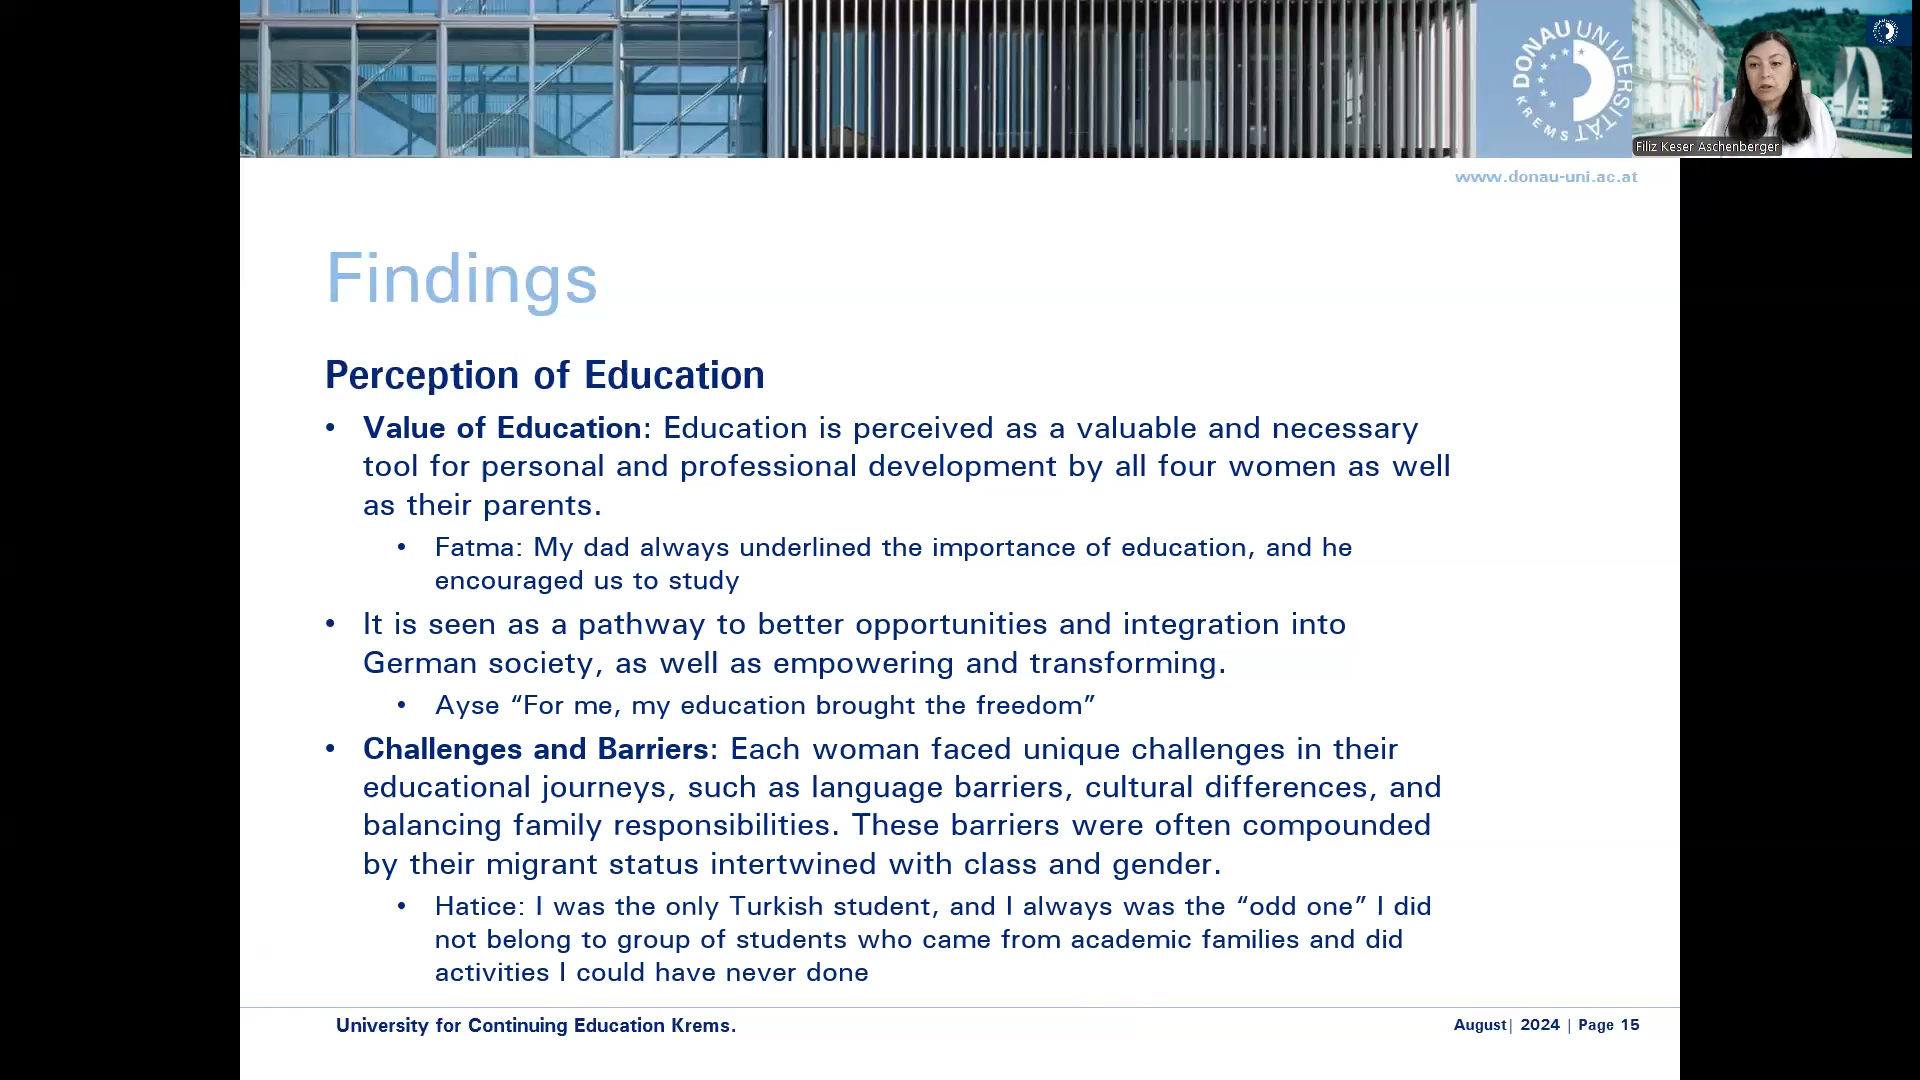 DONAU UNIVERSITÄT
KREMS
Filiz Keser Aschenberger
www.donau-uni.ac.at
Findings
Perception of Education
• Value of Education: Education is perceived as a valuable and necessary
tool for personal and professional development by all four women as well
as their parents.
• Fatma: My dad always underlined the importance of education, and he
encouraged us to study
• It is seen as a pathway to better opportunities and integration into
German society, as well as empowering and transforming.
• Ayse “For me, my education brought the freedom”
• Challenges and Barriers: Each woman faced unique challenges in their
educational journeys, such as language barriers, cultural differences, and
balancing family responsibilities. These barriers were often compounded
by their migrant status intertwined with class and gender.
• Hatice: I was the only Turkish student, and I always was the “odd one” I did
not belong to group of students who came from academic families and did
activities I could have never done
University for Continuing Education Krems.
August| 2024 | Page 15